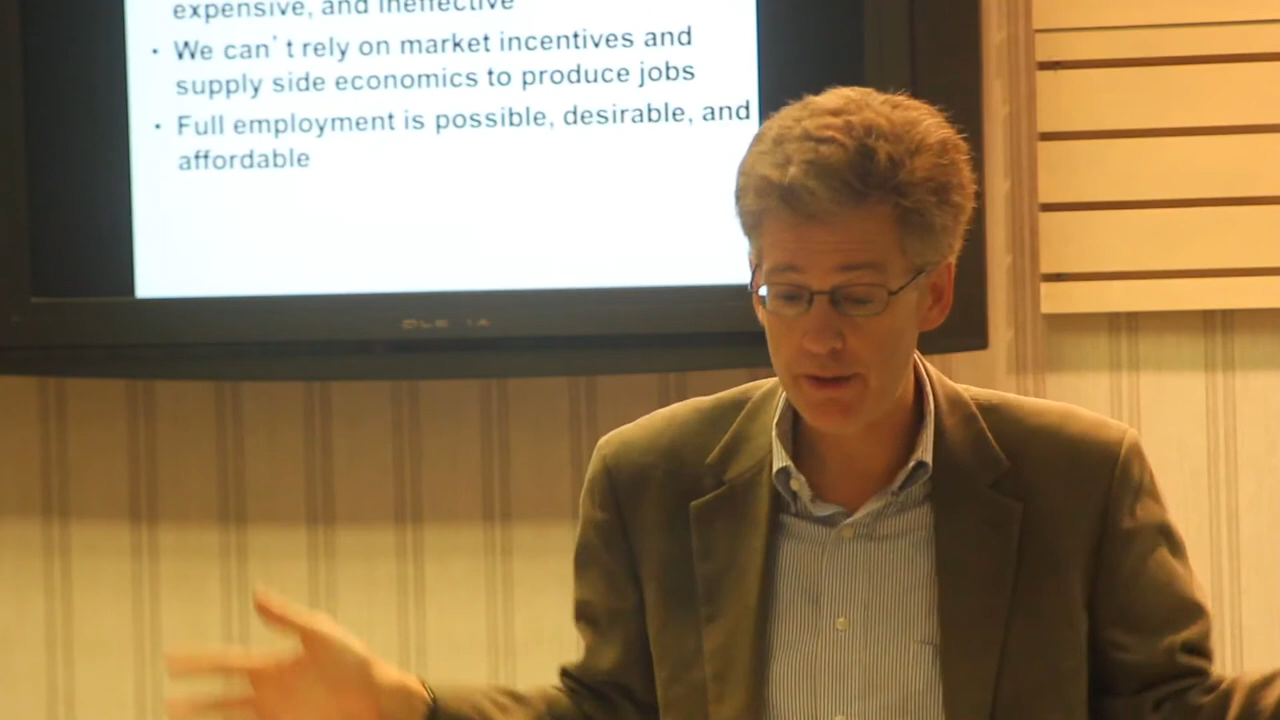 expensive, and ineffective
• We can't rely on market incentives and
supply side economics to produce jobs
• Full employment is possible, desirable, and
affordable